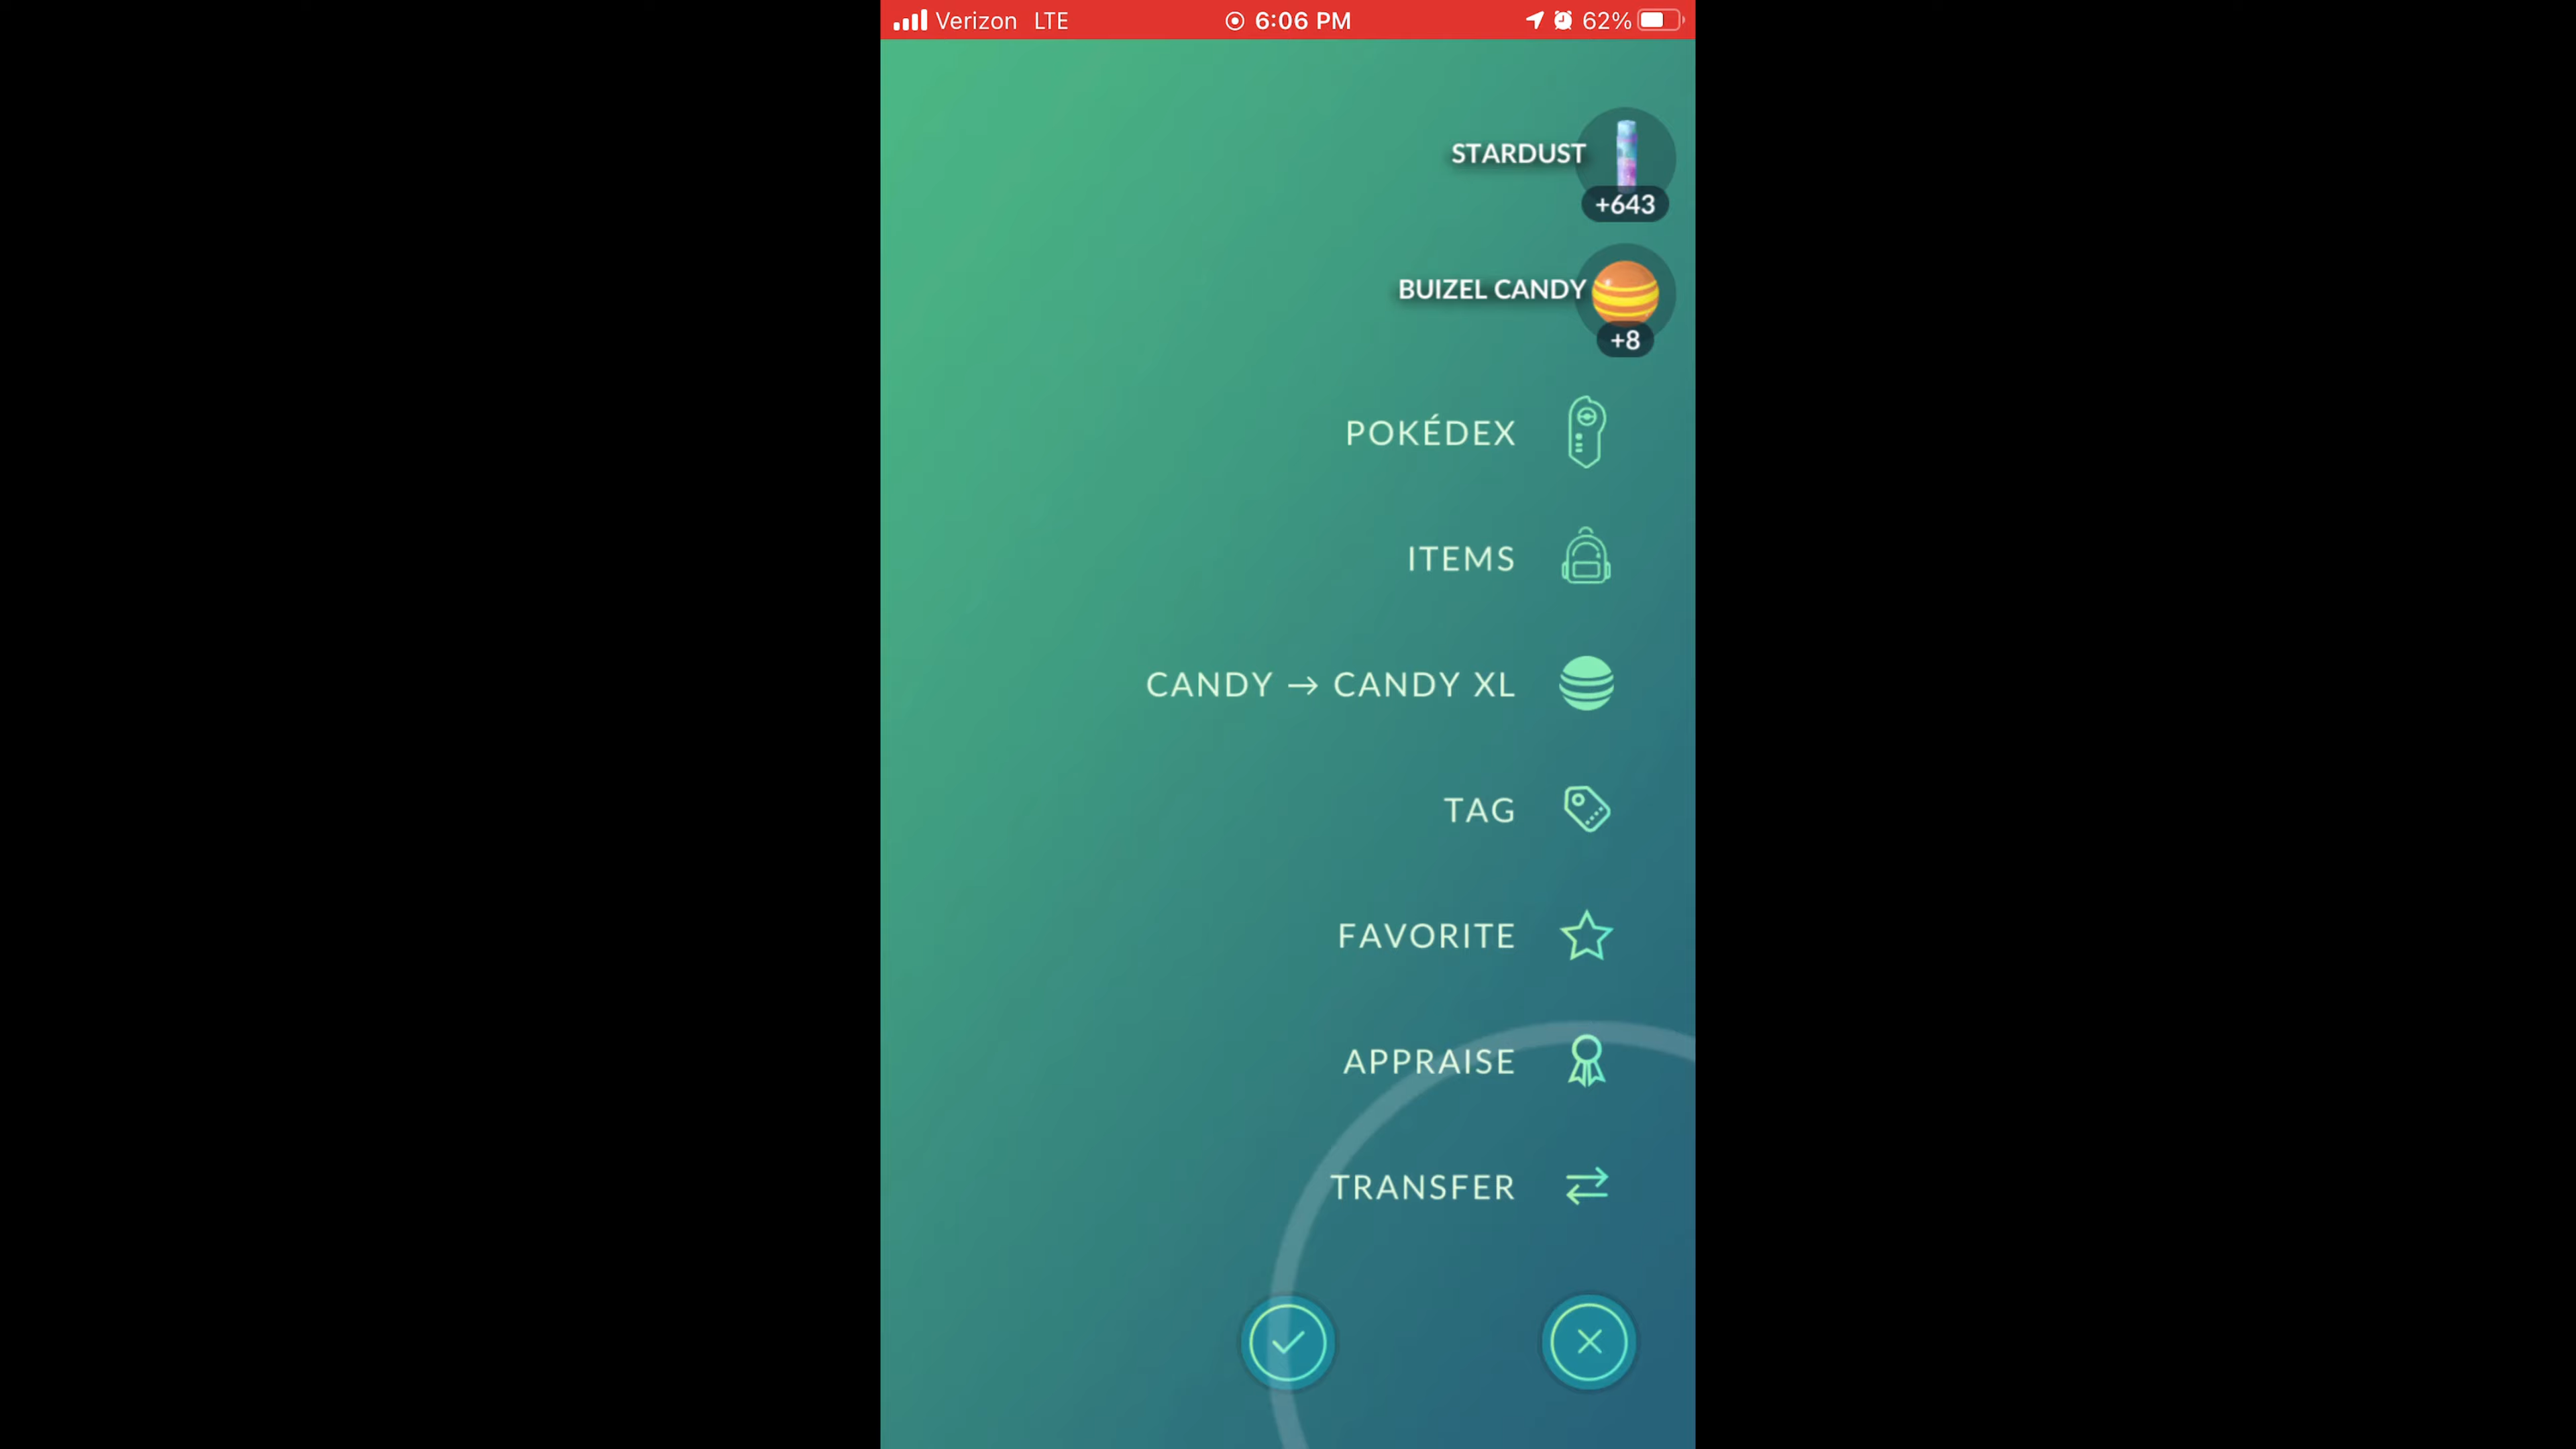 Verizon LTE 6:06 PM 62%
STARDUST
+643
BUIZEL CANDY
+8
POKÉDEX
ITEMS
CANDY → CANDY XL
TAG
FAVORITE
APPRAISE
TRANSFER